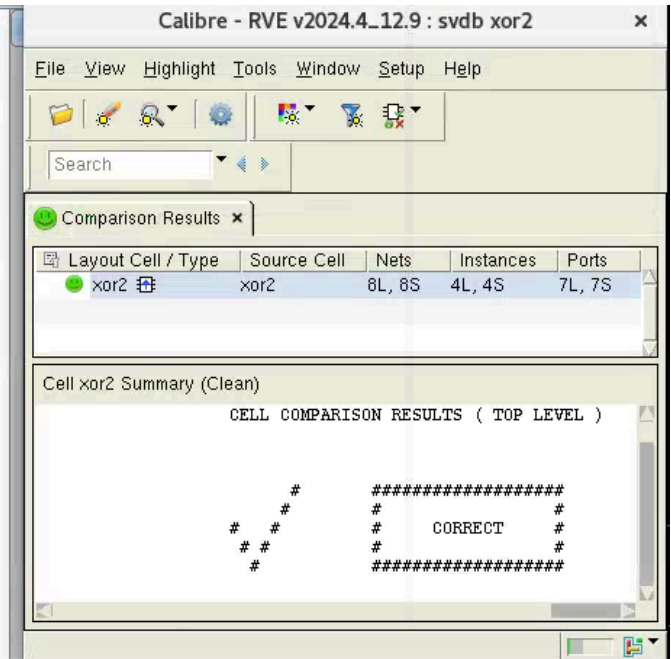 Calibre - RVE v2024.4_12.9 : svdb xor2 ×
File View Highlight Tools Window Setup Help
Search
Comparison Results ×
Layout Cell / Type Source Cell Nets Instances Ports
xor2 xor2 8L, 8S 4L, 4S 7L, 7S
Cell xor2 Summary (Clean)
CELL COMPARISON RESULTS ( TOP LEVEL )
# ###################
# # #
# # # CORRECT #
# # # #
# ###################